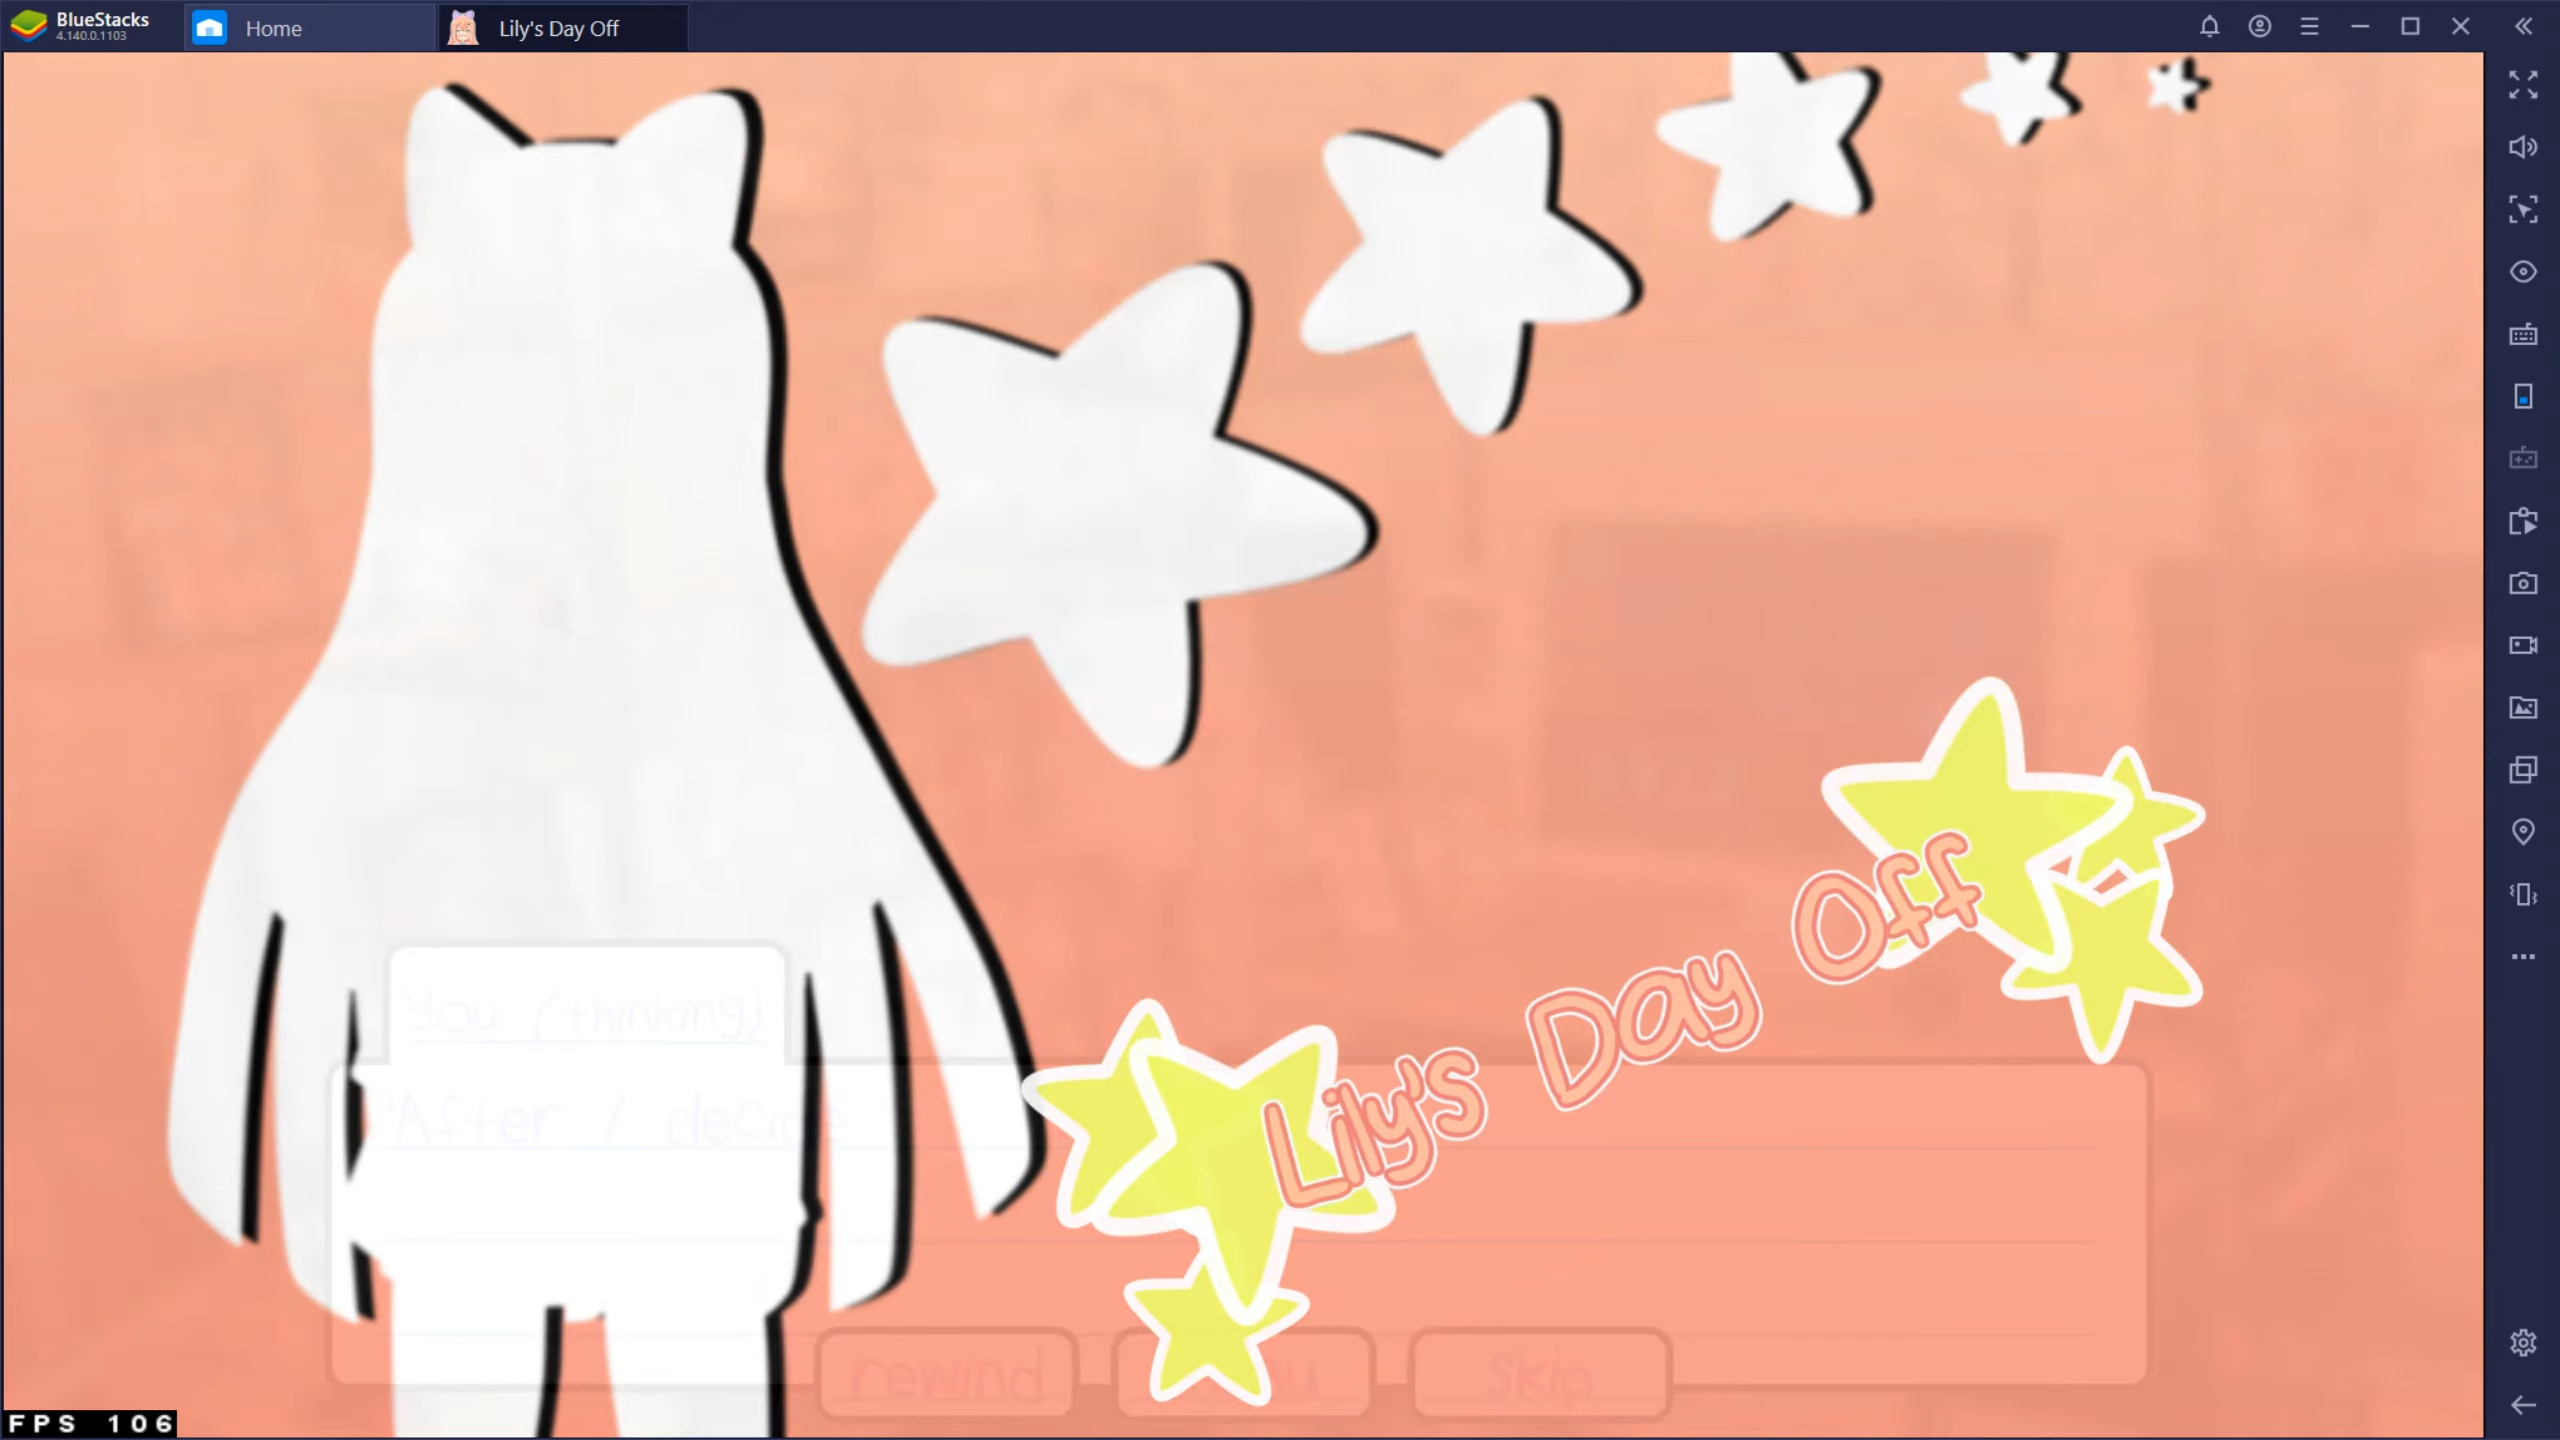 BlueStacks
4.140.0.1103
Home
Lily's Day Off
Lily's Day Off
You (thinking)
"After I decide
rewind
skip
FPS 106